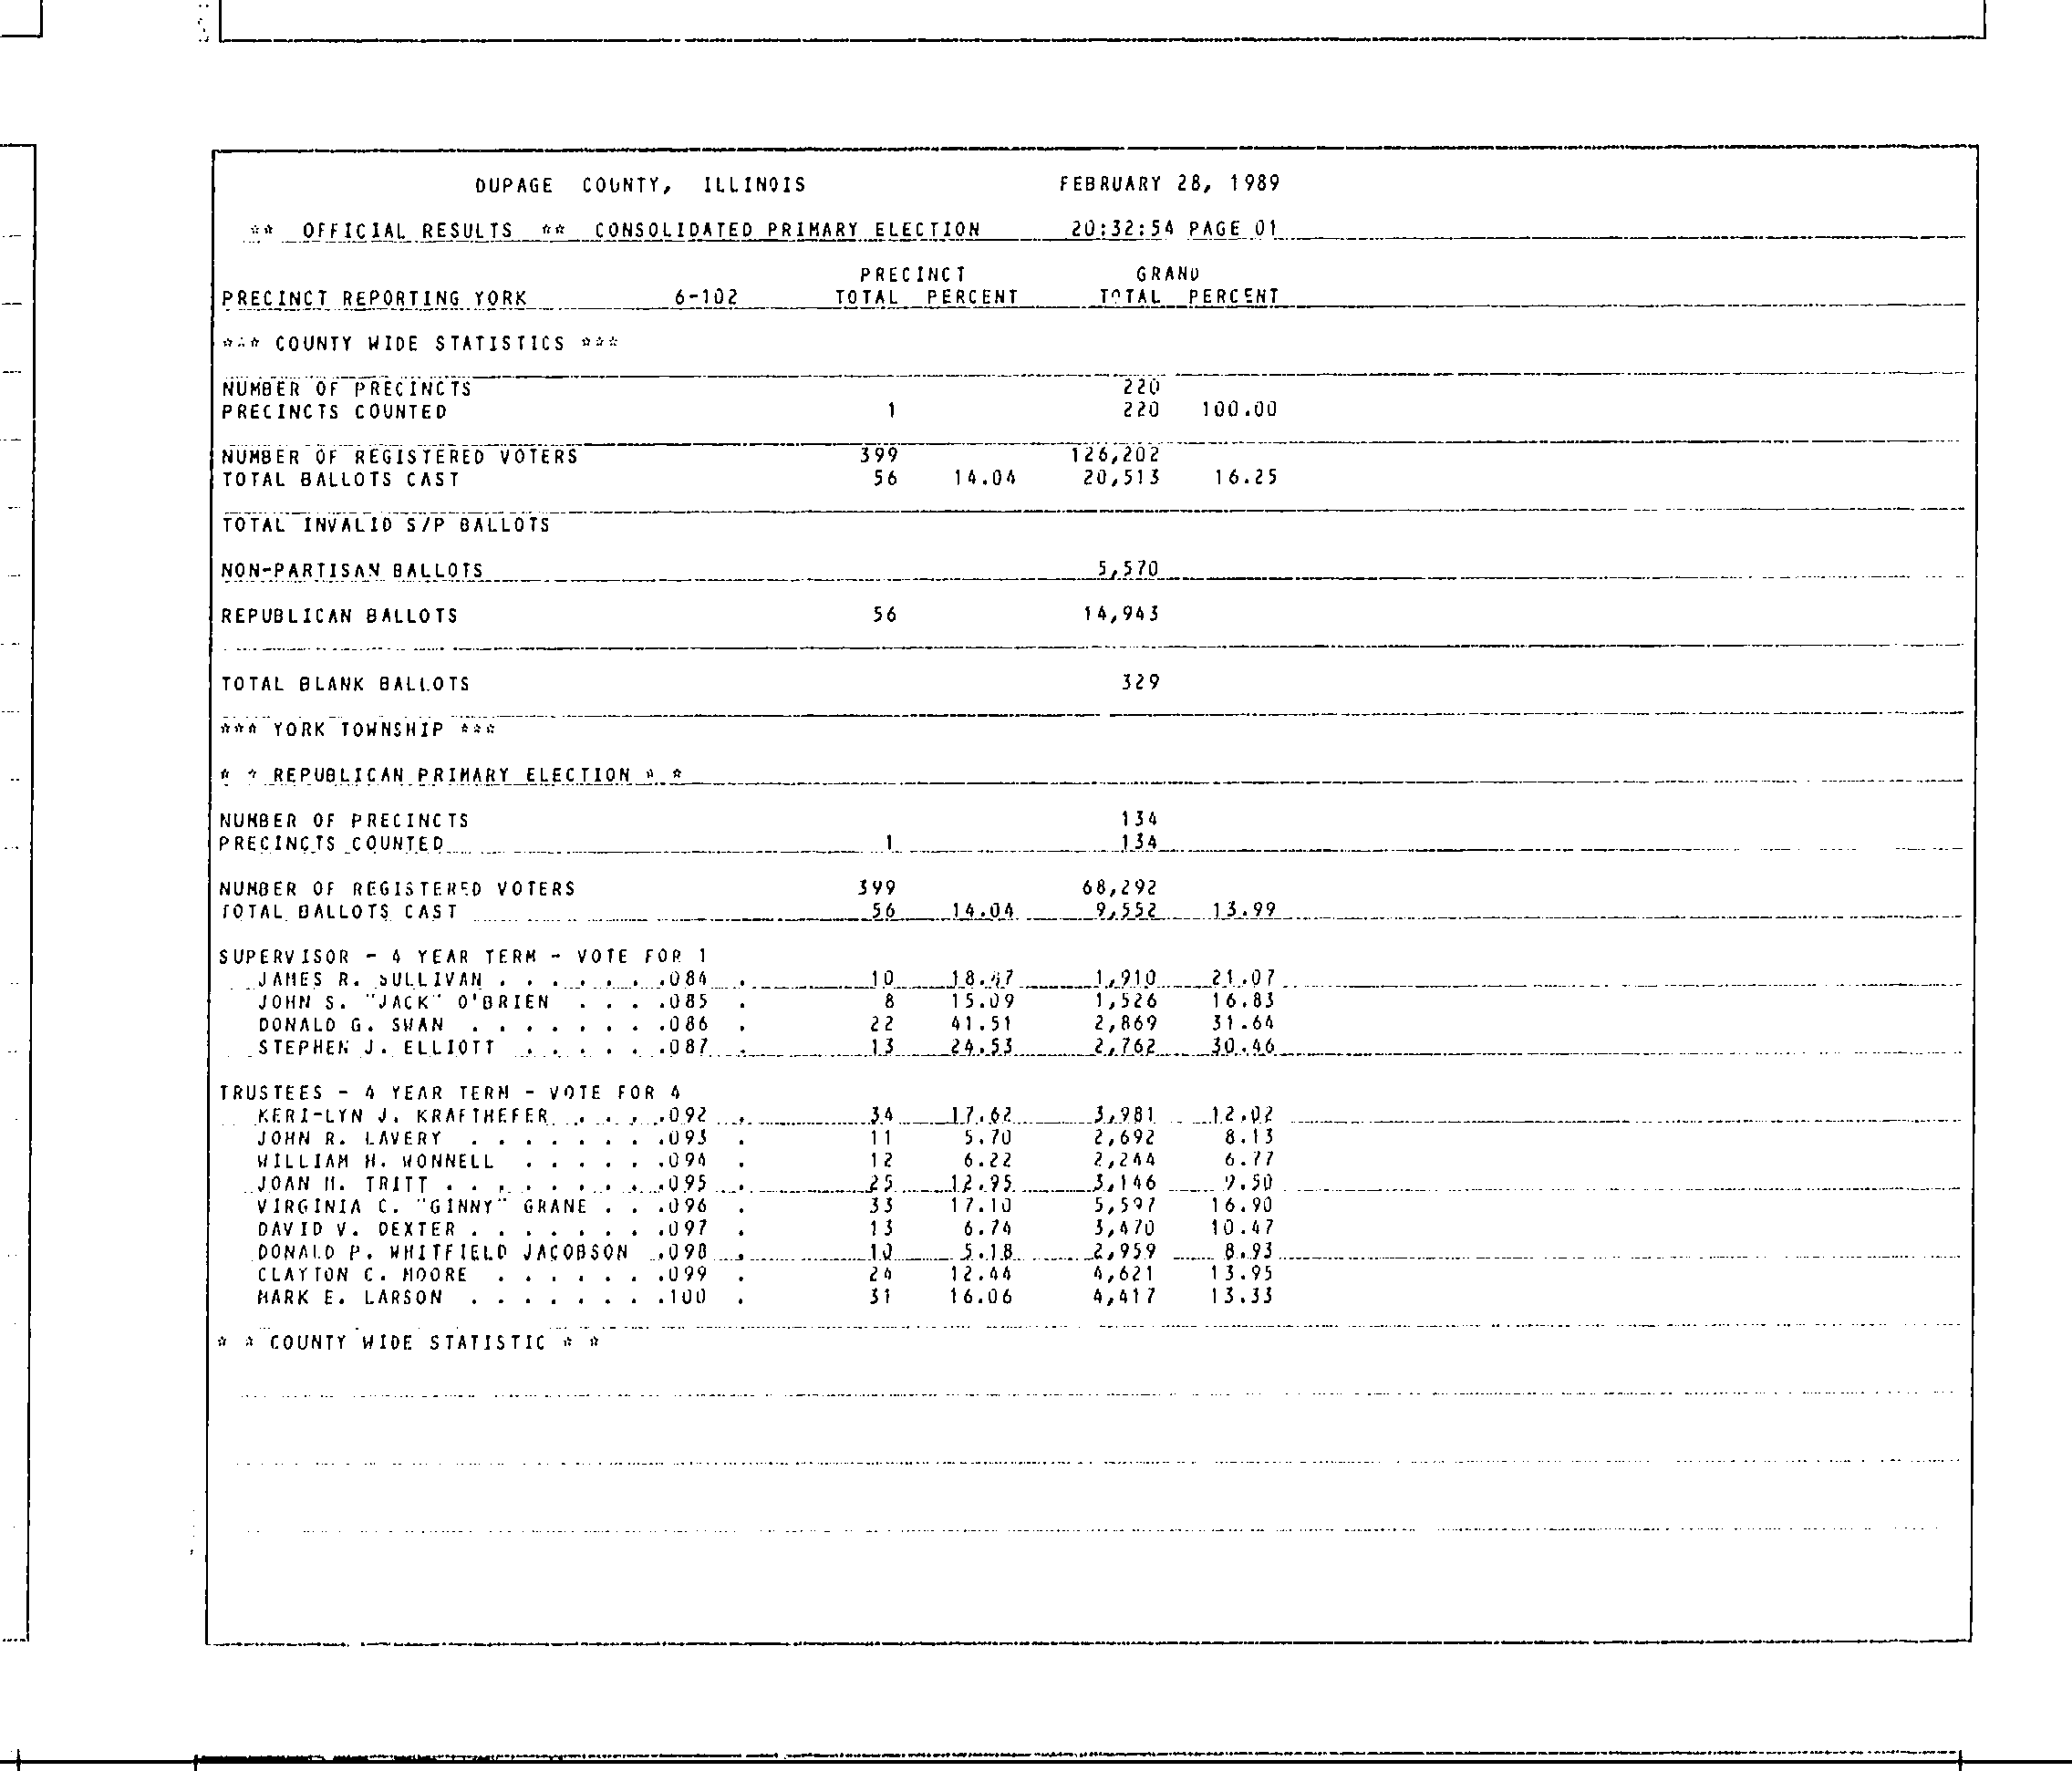 DUPAGE COUNTY, ILLINOIS FEBRUARY 28, 1989
** OFFICIAL RESULTS ** CONSOLIDATED PRIMARY ELECTION 20:32:54 PAGE 01
PRECINCT GRAND
PRECINCT REPORTING YORK 6-102 TOTAL PERCENT TOTAL PERCENT
*** COUNTY WIDE STATISTICS ***
NUMBER OF PRECINCTS 220
PRECINCTS COUNTED 1 220 100.00
NUMBER OF REGISTERED VOTERS 399 126,202
TOTAL BALLOTS CAST 56 14.04 20,513 16.25
TOTAL INVALID S/P BALLOTS
NON-PARTISAN BALLOTS 5,570
REPUBLICAN BALLOTS 56 14,943
TOTAL BLANK BALLOTS 329
*** YORK TOWNSHIP ***
* * REPUBLICAN PRIMARY ELECTION * *
NUMBER OF PRECINCTS 134
PRECINCTS COUNTED 1 134
NUMBER OF REGISTERED VOTERS 399 68,292
TOTAL BALLOTS CAST 56 14.04 9,552 13.99
SUPERVISOR - 4 YEAR TERM - VOTE FOR 1
JAMES R. SULLIVAN . . . . . . .084 . 10 18.87 1,910 21.07
JOHN S. "JACK" O'BRIEN . . . .085 . 8 15.09 1,526 16.83
DONALD G. SWAN . . . . . . . .086 . 22 41.51 2,869 31.64
STEPHEN J. ELLIOTT . . . . . .087 . 13 24.53 2,762 30.46
TRUSTEES - 4 YEAR TERM - VOTE FOR 4
KERI-LYN J. KRAFTHEFER . . . .092 . 34 17.62 3,981 12.02
JOHN R. LAVERY . . . . . . . .093 . 11 5.70 2,692 8.13
WILLIAM H. WONNELL . . . . . .094 . 12 6.22 2,244 6.77
JOAN H. TRITT . . . . . . . . .095 . 25 12.95 3,146 9.50
VIRGINIA C. "GINNY" GRANE . . .096 . 33 17.10 5,597 16.90
DAVID V. DEXTER . . . . . . . .097 . 13 6.74 3,470 10.47
DONALD P. WHITFIELD JACOBSON .098 . 10 5.18 2,959 8.93
CLAYTON C. MOORE . . . . . . .099 . 24 12.44 4,621 13.95
MARK E. LARSON . . . . . . . .100 . 31 16.06 4,417 13.33
* * COUNTY WIDE STATISTIC * *